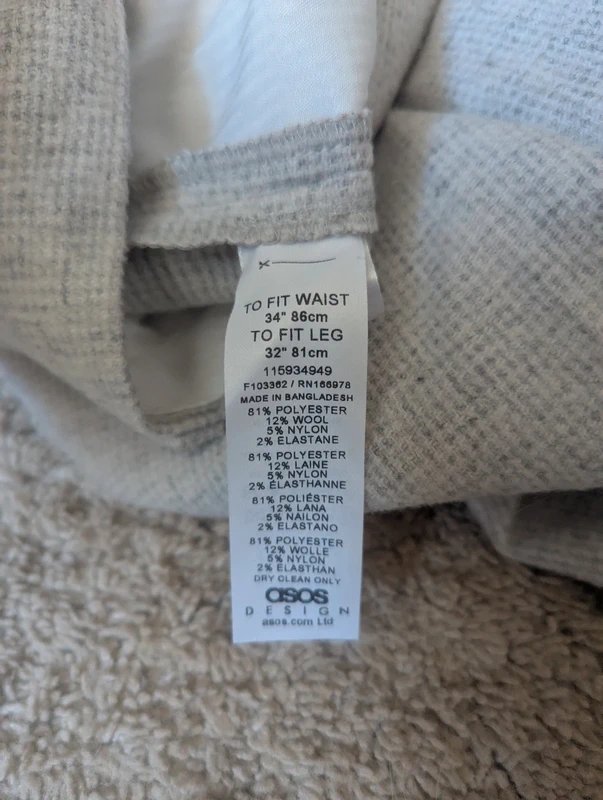 TO FIT WAIST
34" 86cm
TO FIT LEG
32" 81cm
115934949
F103362 / RN166978
MADE IN BANGLADESH
81% POLYESTER
12% WOOL
5% NYLON
2% ELASTANE
81% POLYESTER
12% LAINE
5% NYLON
2% ÉLASTHANNE
81% POLIÉSTER
12% LANA
5% NAILON
2% ELASTANO
81% POLYESTER
12% WOLLE
5% NYLON
2% ELASTHAN
DRY CLEAN ONLY
asos
DESIGN
asos.com Ltd